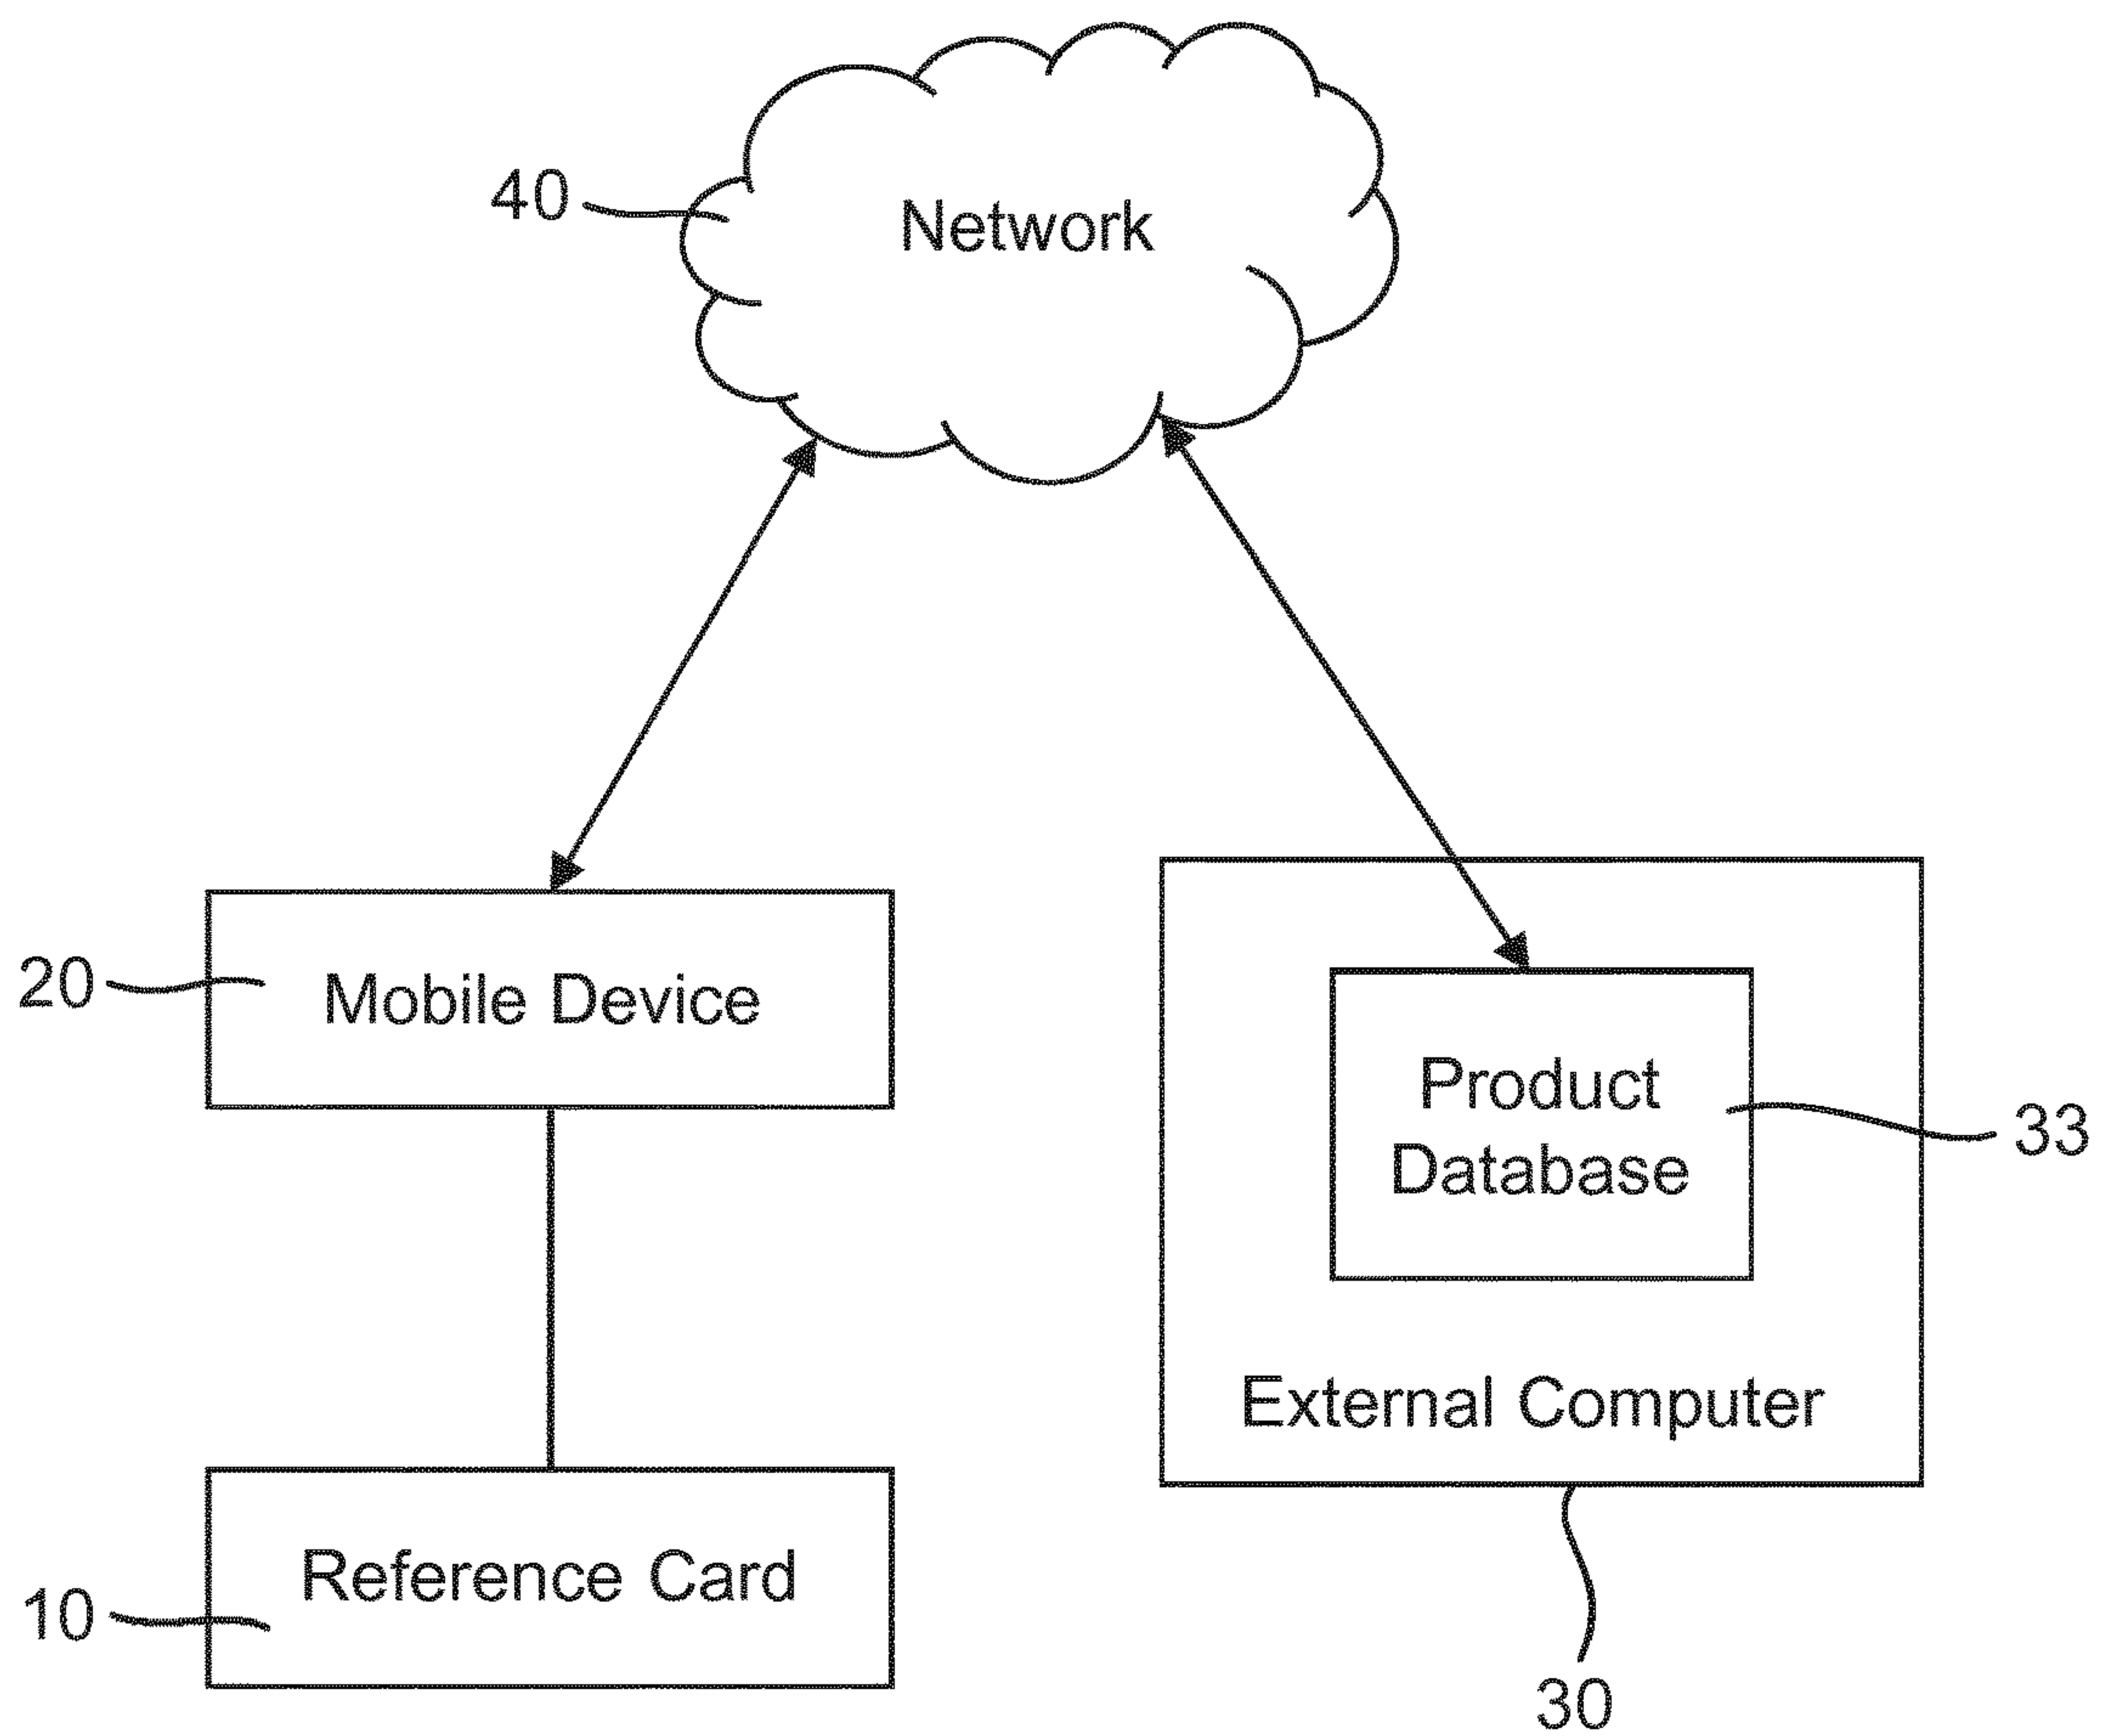 40
Network
20
Mobile Device
Product
Database
33
External Computer
Reference Card
10
30